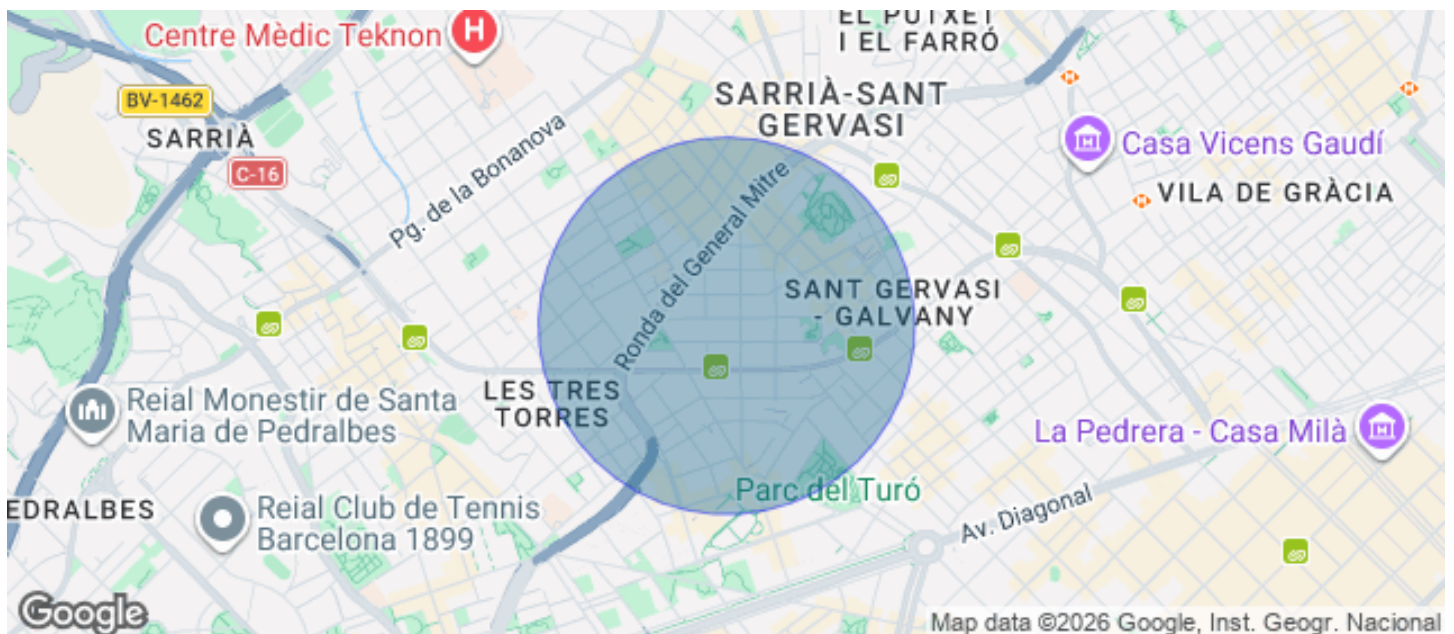 Centre Mèdic Teknon
H
EL PUTXET
I EL FARRÓ
BV-1462
SARRIÀ
C-16
Pg. de la Bonanova
SARRIÀ-SANT
GERVASI
Casa Vicens Gaudí
VILA DE GRÀCIA
Ronda del General Mitre
SANT GERVASI
- GALVANY
LES TRES
TORRES
Reial Monestir de Santa
Maria de Pedralbes
La Pedrera - Casa Milà
EDRALBES
Reial Club de Tennis
Barcelona 1899
Parc del Turó
Av. Diagonal
Google
Map data ©2026 Google, Inst. Geogr. Nacional